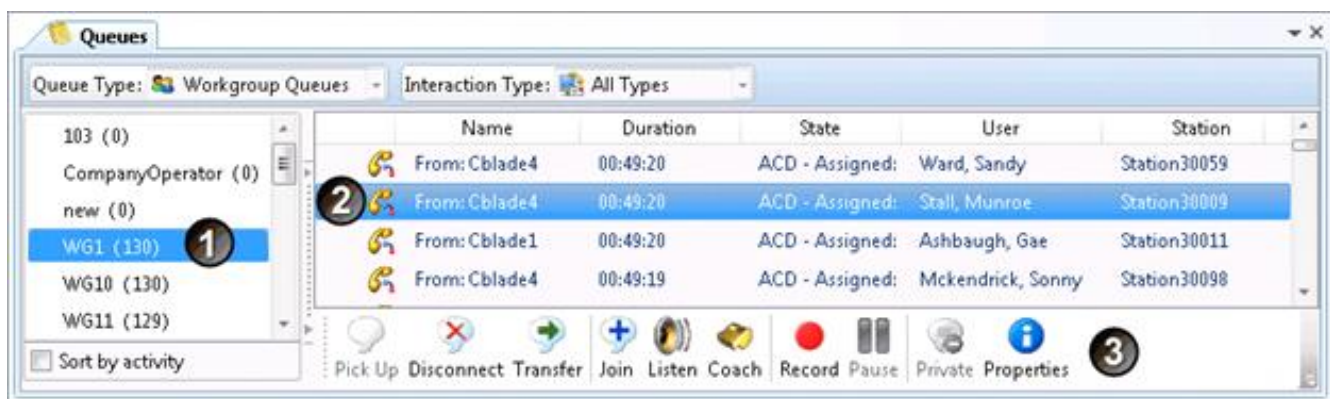 Queues
Queue Type: Workgroup Queues Interaction Type: All Types
103 (0)
CompanyOperator (0)
new (0)
WG1 (130) 1
WG10 (130)
WG11 (129)
Sort by activity
Name Duration State User Station
From: Cblade4 00:49:20 ACD - Assigned: Ward, Sandy Station30059
2 From: Cblade4 00:49:20 ACD - Assigned: Stall, Munroe Station30009
From: Cblade1 00:49:20 ACD - Assigned: Ashbaugh, Gae Station30011
From: Cblade4 00:49:19 ACD - Assigned: Mckendrick, Sonny Station30098
Pick Up Disconnect Transfer Join Listen Coach Record Pause Private Properties 3